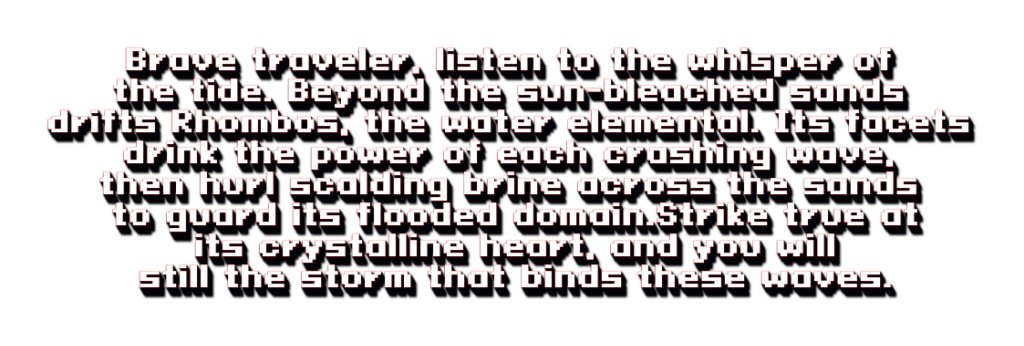 Brave traveler, listen to the whisper of
the tide. Beyond the sun-bleached sands
drifts Rhombos, the water elemental. Its facets
drink the power of each crashing wave,
then hurl scalding brine across the sands
to guard its flooded domain.Strike true at
its crystalline heart, and you will
still the storm that binds these waves.